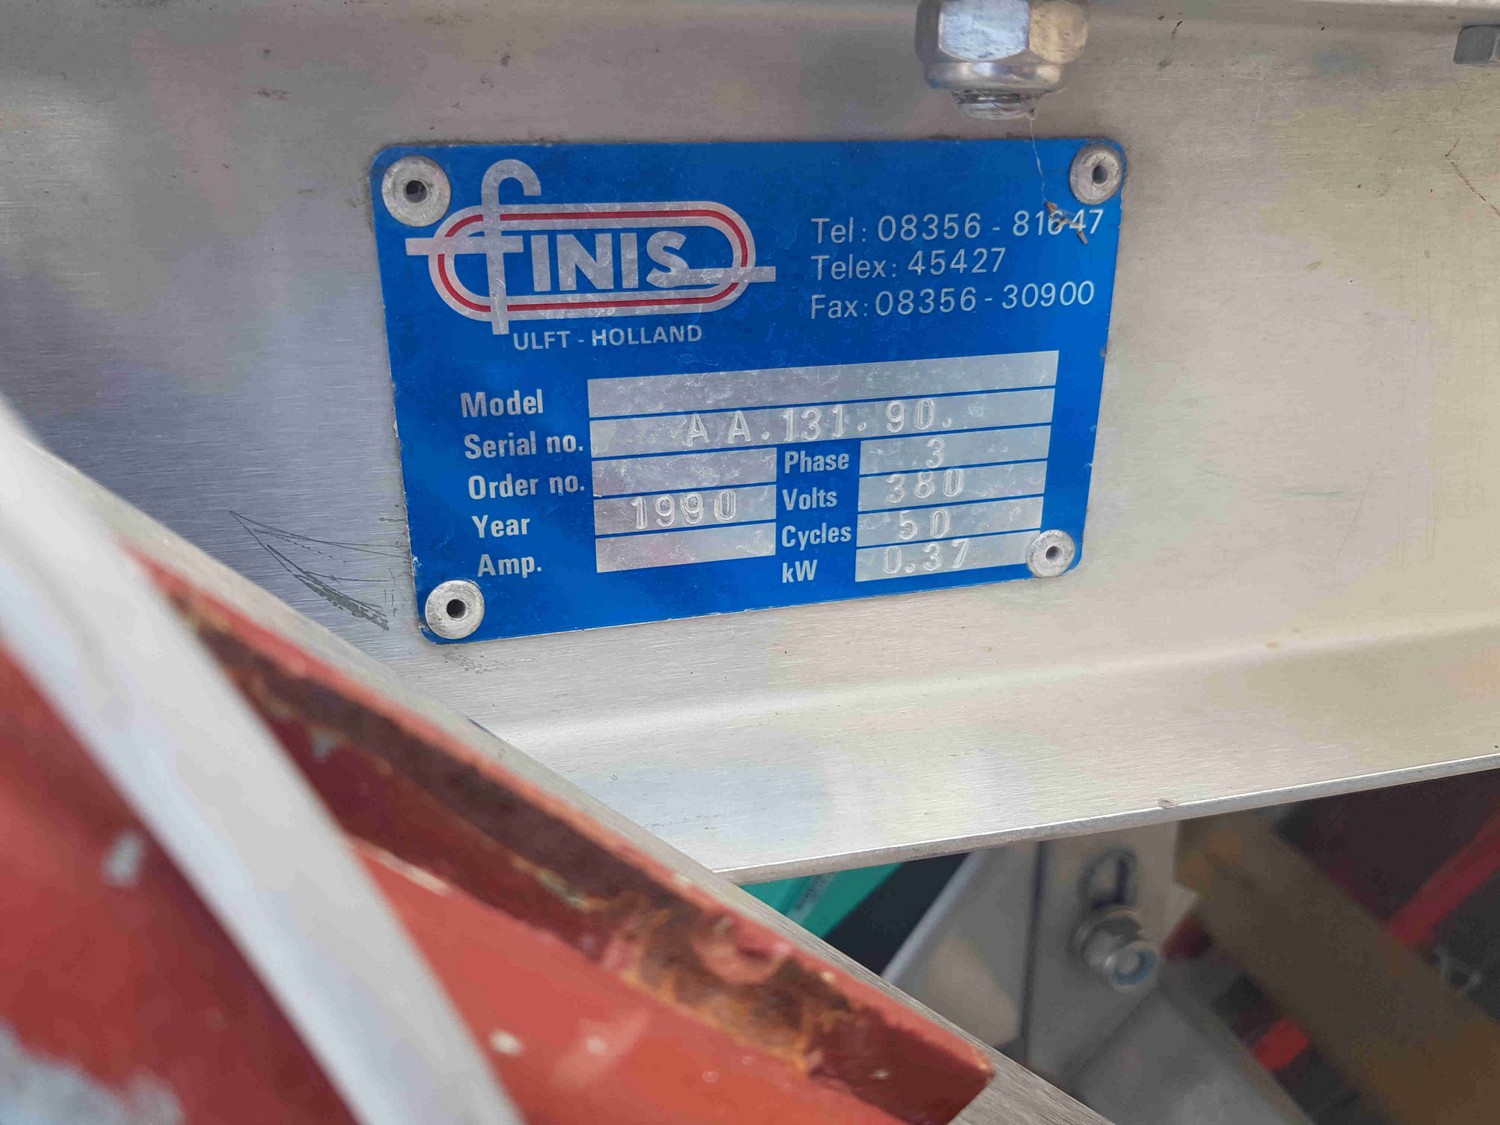 FINIS
ULFT - HOLLAND
Tel: 08356 - 81647
Telex: 45427
Fax: 08356 - 30900
Model
Serial no. AA.131.90.
Order no.
Year 1990
Amp.
Phase 3
Volts 380
Cycles 50
kW 0.37